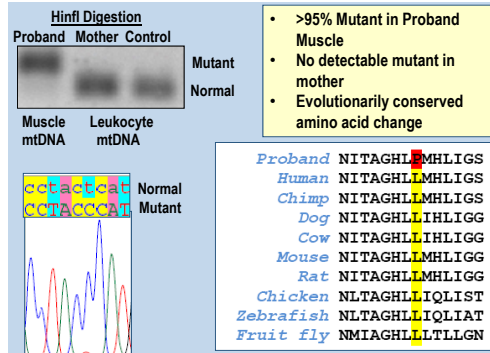 HinfI Digestion
Proband Mother Control
Mutant
Normal
Muscle mtDNA
Leukocyte mtDNA
• >95% Mutant in Proband Muscle
• No detectable mutant in mother
• Evolutionarily conserved amino acid change
cctactcat Normal
CCTACCCAT Mutant
Proband NITAGHLPMHLIGS
Human NITAGHLLMHLIGS
Chimp NITAGHLLMHLIGS
Dog NITAGHLLIHLIGG
Cow NITAGHLLIHLIGG
Mouse NITAGHLLMHLIGG
Rat NITAGHLLMHLIGG
Chicken NLTAGHLLIQLIST
Zebrafish NLTAGHLLIQLIAT
Fruit fly NMIAGHLLLTLLGN